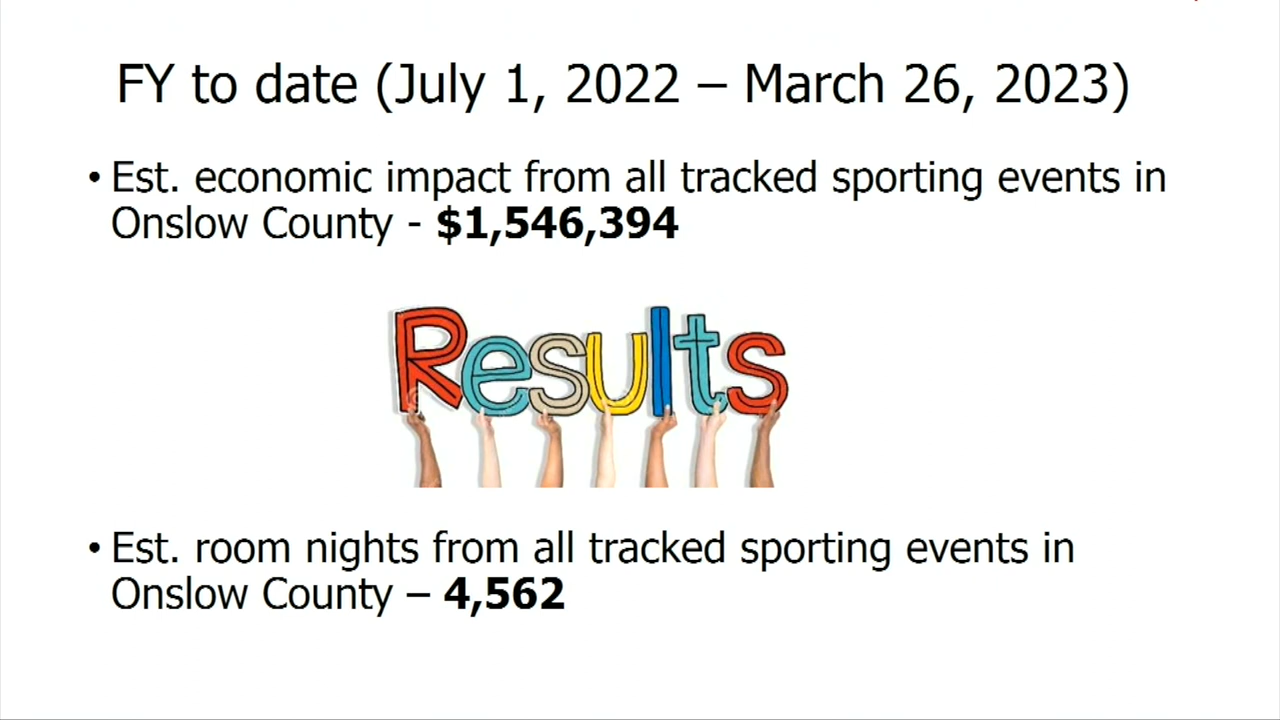 FY to date (July 1, 2022 – March 26, 2023)
• Est. economic impact from all tracked sporting events in
Onslow County - $1,546,394
Results
• Est. room nights from all tracked sporting events in
Onslow County – 4,562